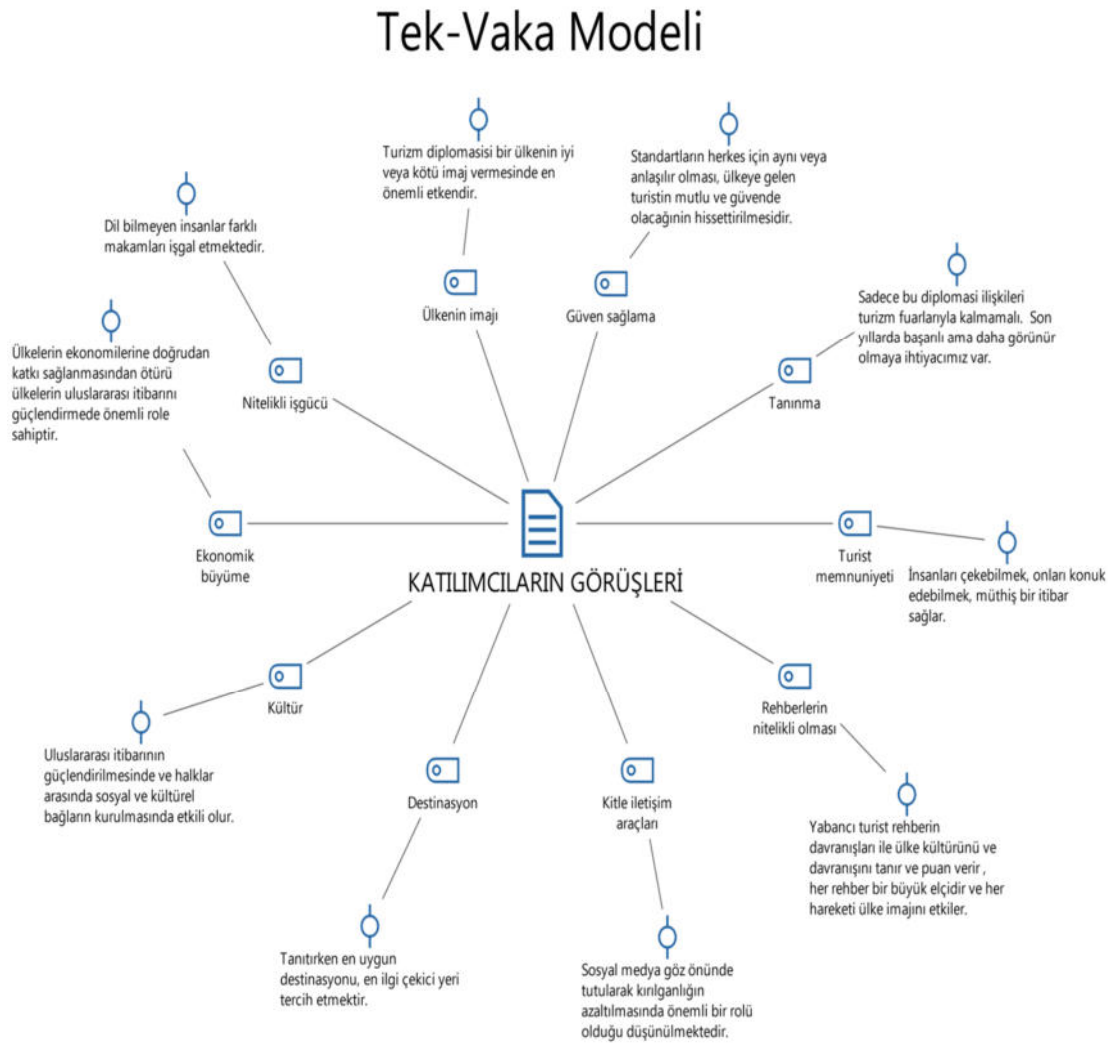 Tek-Vaka Modeli
Turizm diplomasisi bir ülkenin iyi
veya kötü imaj vermesinde en
önemli etkendir.
Ülkenin imajı
Standartların herkes için aynı veya
anlaşılır olması, ülkeye gelen
turistin mutlu ve güvende
olacağının hissettirilmesidir.
Güven sağlama
Dil bilmeyen insanlar farklı
makamları işgal etmektedir.
Nitelikli işgücü
Sadece bu diplomasi ilişkileri
turizm fuarlarıyla kalmamalı. Son
yıllarda başarılı ama daha görünür
olmaya ihtiyacımız var.
Tanınma
Ülkelerin ekonomilerine doğrudan
katkı sağlanmasından ötürü
ülkelerin uluslararası itibarını
güçlendirmede önemli role
sahiptir.
Ekonomik
büyüme
KATILIMCILARIN GÖRÜŞLERİ
Turist
memnuniyeti
İnsanları çekebilmek, onları konuk
edebilmek, müthiş bir itibar
sağlar.
Kültür
Uluslararası itibarının
güçlendirilmesinde ve halklar
arasında sosyal ve kültürel
bağların kurulmasında etkili olur.
Destinasyon
Tanıtırken en uygun
destinasyonu, en ilgi çekici yeri
tercih etmektir.
Kitle iletişim
araçları
Sosyal medya göz önünde
tutularak kırılganlığın
azaltılmasında önemli bir rolü
olduğu düşünülmektedir.
Rehberlerin
nitelikli olması
Yabancı turist rehberin
davranışları ile ülke kültürünü ve
davranışını tanır ve puan verir ,
her rehber bir büyük elçidir ve her
hareketi ülke imajını etkiler.